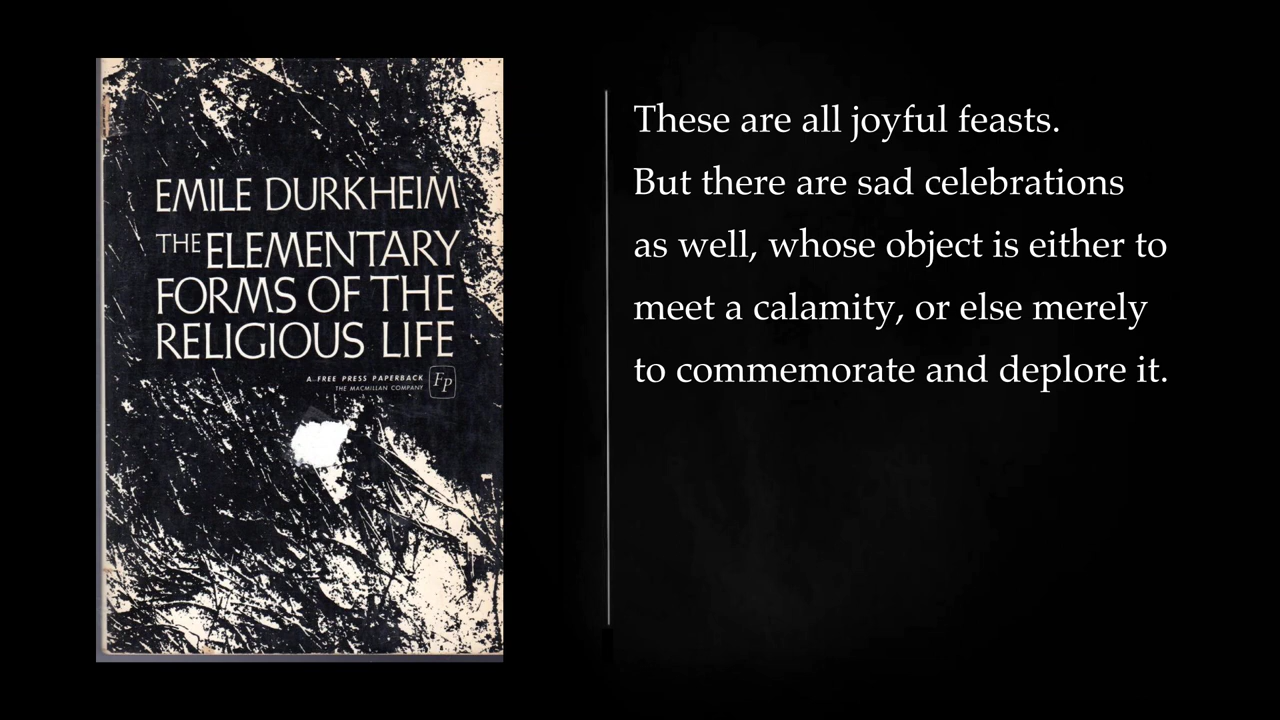 EMILE DURKHEIM
THE ELEMENTARY
FORMS OF THE
RELIGIOUS LIFE
A FREE PRESS PAPERBACK
THE MACMILLAN COMPANY
Fp
These are all joyful feasts.
But there are sad celebrations
as well, whose object is either to
meet a calamity, or else merely
to commemorate and deplore it.